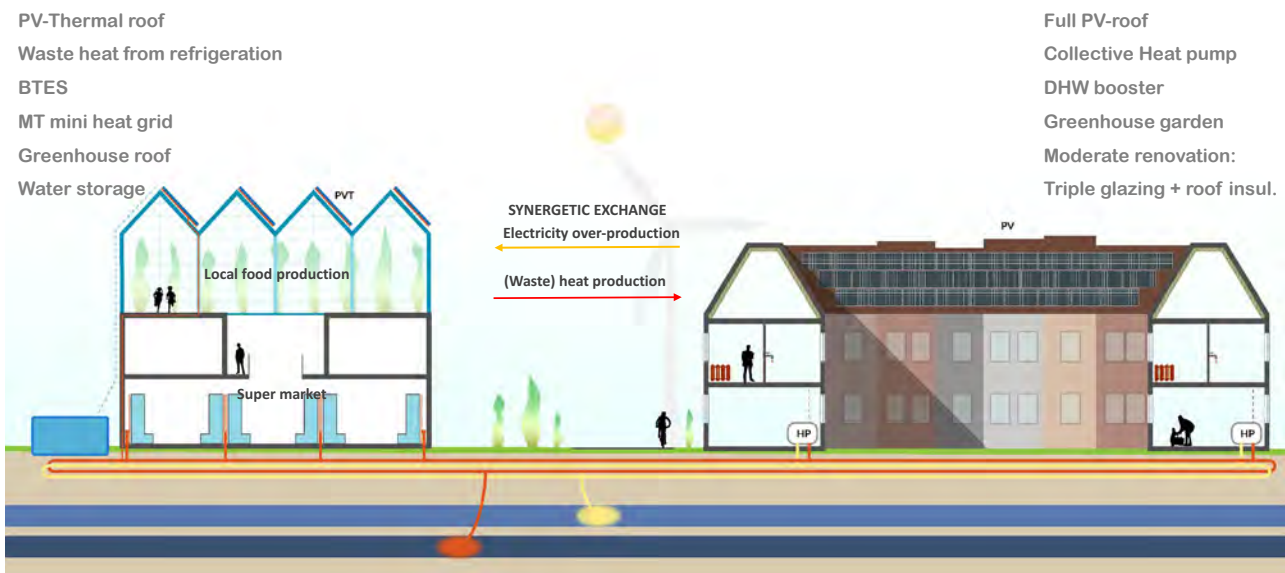 PV-Thermal roof
Waste heat from refrigeration
BTES
MT mini heat grid
Greenhouse roof
Water storage
Full PV-roof
Collective Heat pump
DHW booster
Greenhouse garden
Moderate renovation:
Triple glazing + roof insul.
PVT
SYNERGETIC EXCHANGE
Electricity over-production
(Waste) heat production
PV
Local food production
Super market
HP
HP